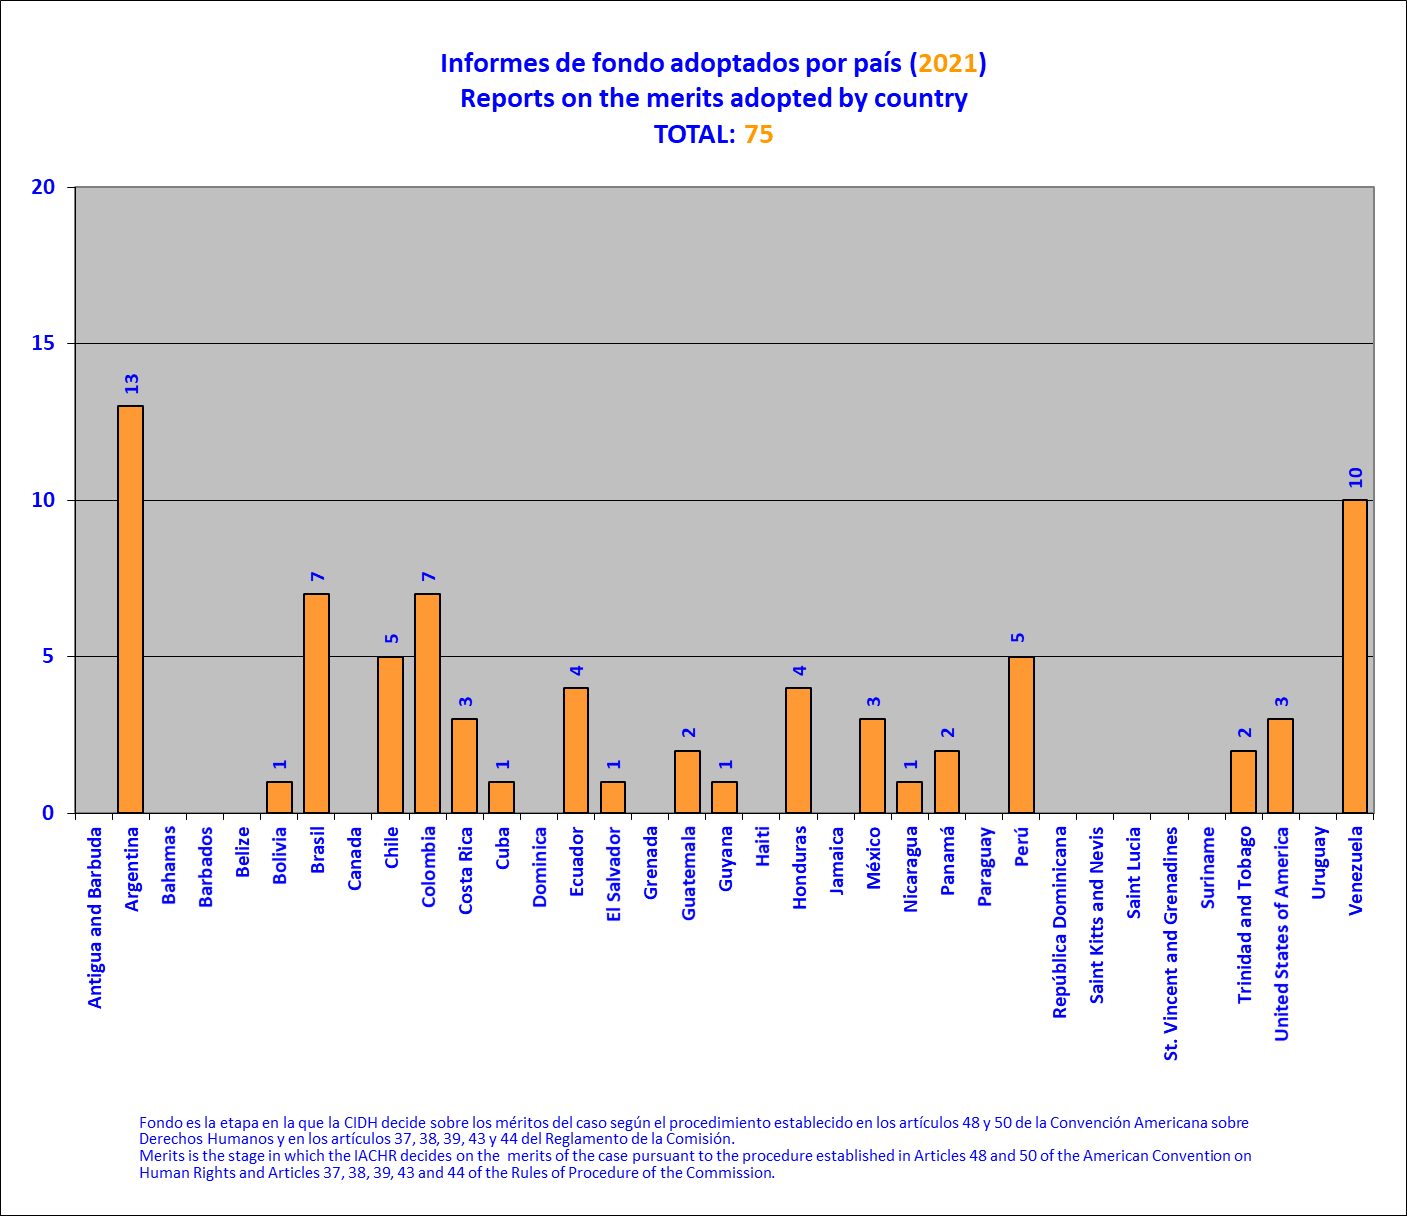 Informes de fondo adoptados por país (2021)
Reports on the merits adopted by country
TOTAL: 75
20
15
10
5
0
13
1
7
5
7
3
1
4
1
2
1
4
3
1
2
5
2
3
10
Antigua and Barbuda
Argentina
Bahamas
Barbados
Belize
Bolivia
Brasil
Canada
Chile
Colombia
Costa Rica
Cuba
Dominica
Ecuador
El Salvador
Grenada
Guatemala
Guyana
Haiti
Honduras
Jamaica
México
Nicaragua
Panamá
Paraguay
Perú
República Dominicana
Saint Kitts and Nevis
Saint Lucia
St. Vincent and Grenadines
Suriname
Trinidad and Tobago
United States of America
Uruguay
Venezuela
Fondo es la etapa en la que la CIDH decide sobre los méritos del caso según el procedimiento establecido en los artículos 48 y 50 de la Convención Americana sobre
Derechos Humanos y en los artículos 37, 38, 39, 43 y 44 del Reglamento de la Comisión.
Merits is the stage in which the IACHR decides on the  merits of the case pursuant to the procedure established in Articles 48 and 50 of the American Convention on
Human Rights and Articles 37, 38, 39, 43 and 44 of the Rules of Procedure of the Commission.